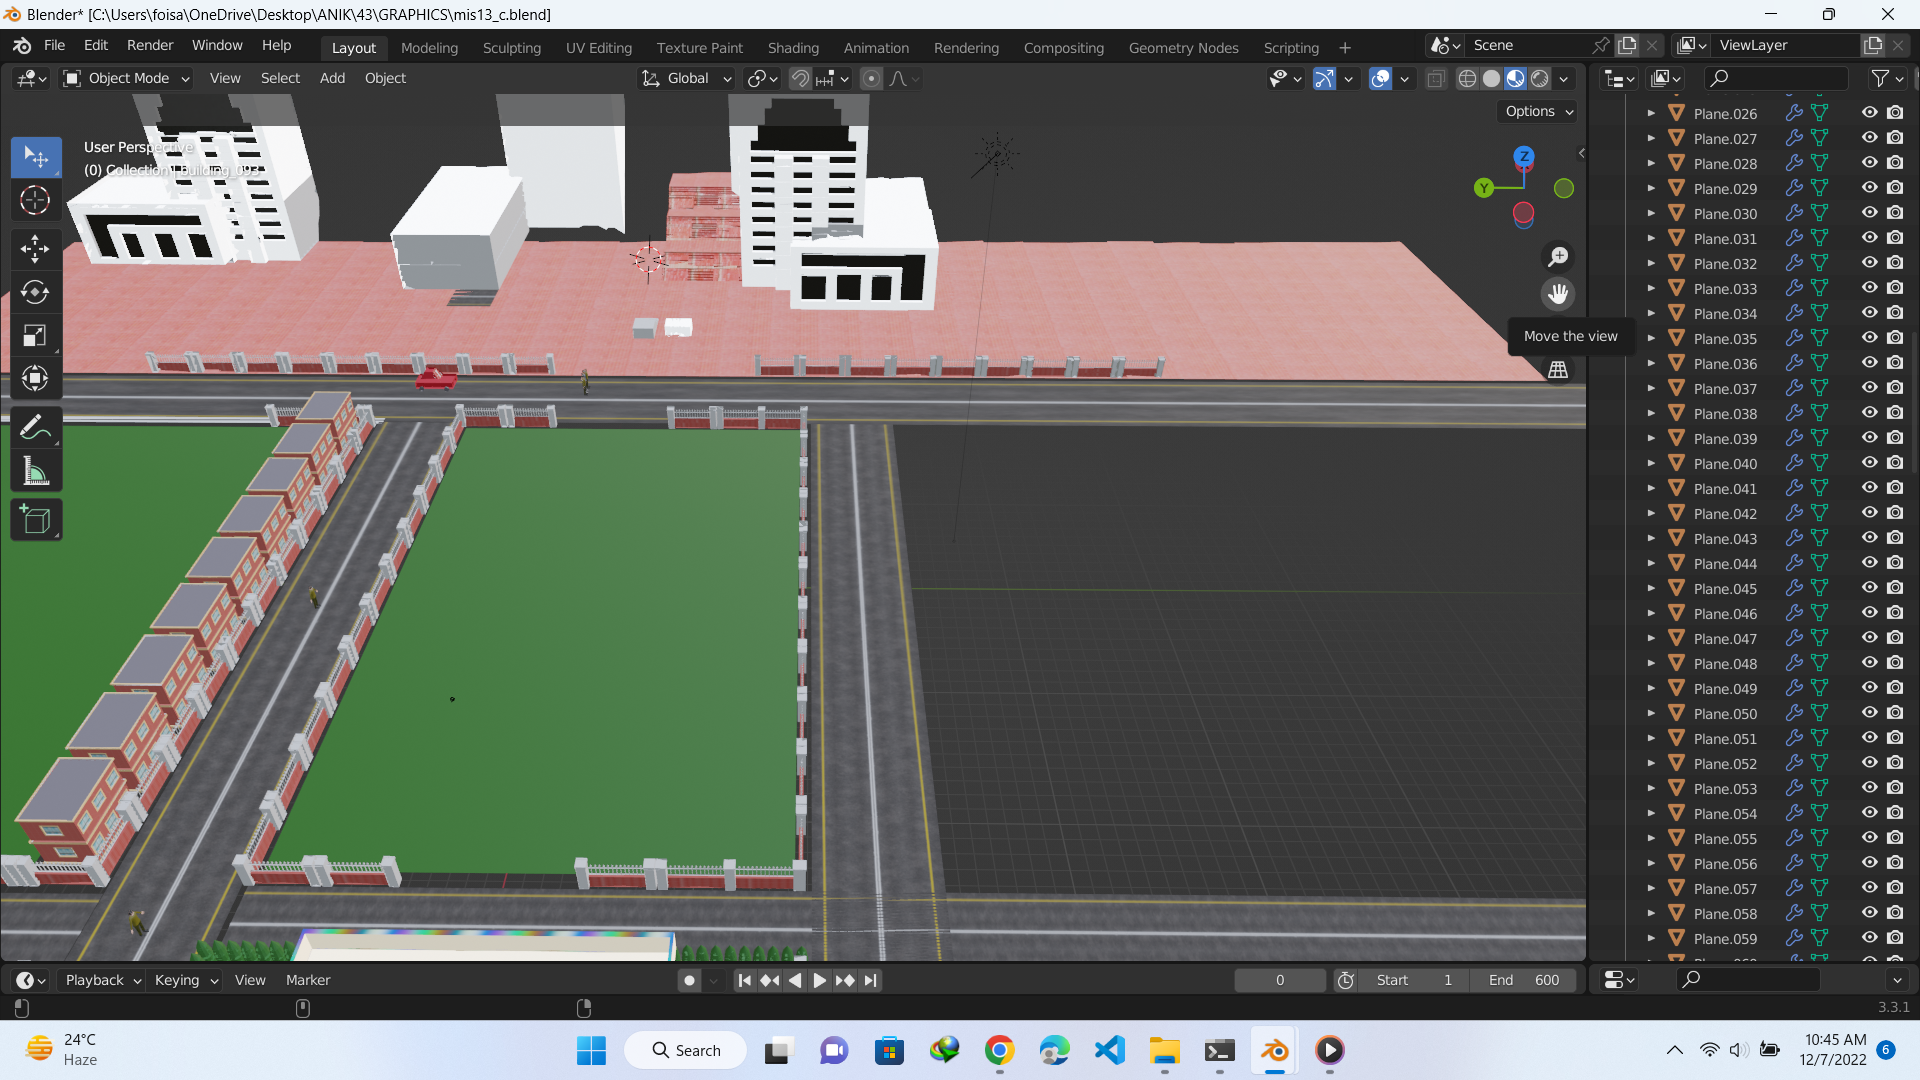 Blender* [C:\Users\foisa\OneDrive\Desktop\ANIK\43\GRAPHICS\mis13_c.blend]
File Edit Render Window Help Layout Modeling Sculpting UV Editing Texture Paint Shading Animation Rendering Compositing Geometry Nodes Scripting + Scene ViewLayer
Object Mode View Select Add Object Global
Options
User Perspective
(0) Collection | building_093
Z
Y
Move the view
Plane.026
Plane.027
Plane.028
Plane.029
Plane.030
Plane.031
Plane.032
Plane.033
Plane.034
Plane.035
Plane.036
Plane.037
Plane.038
Plane.039
Plane.040
Plane.041
Plane.042
Plane.043
Plane.044
Plane.045
Plane.046
Plane.047
Plane.048
Plane.049
Plane.050
Plane.051
Plane.052
Plane.053
Plane.054
Plane.055
Plane.056
Plane.057
Plane.058
Plane.059
Playback Keying View Marker 0 Start 1 End 600
3.3.1
24°C
Haze
Search
10:45 AM
12/7/2022
6